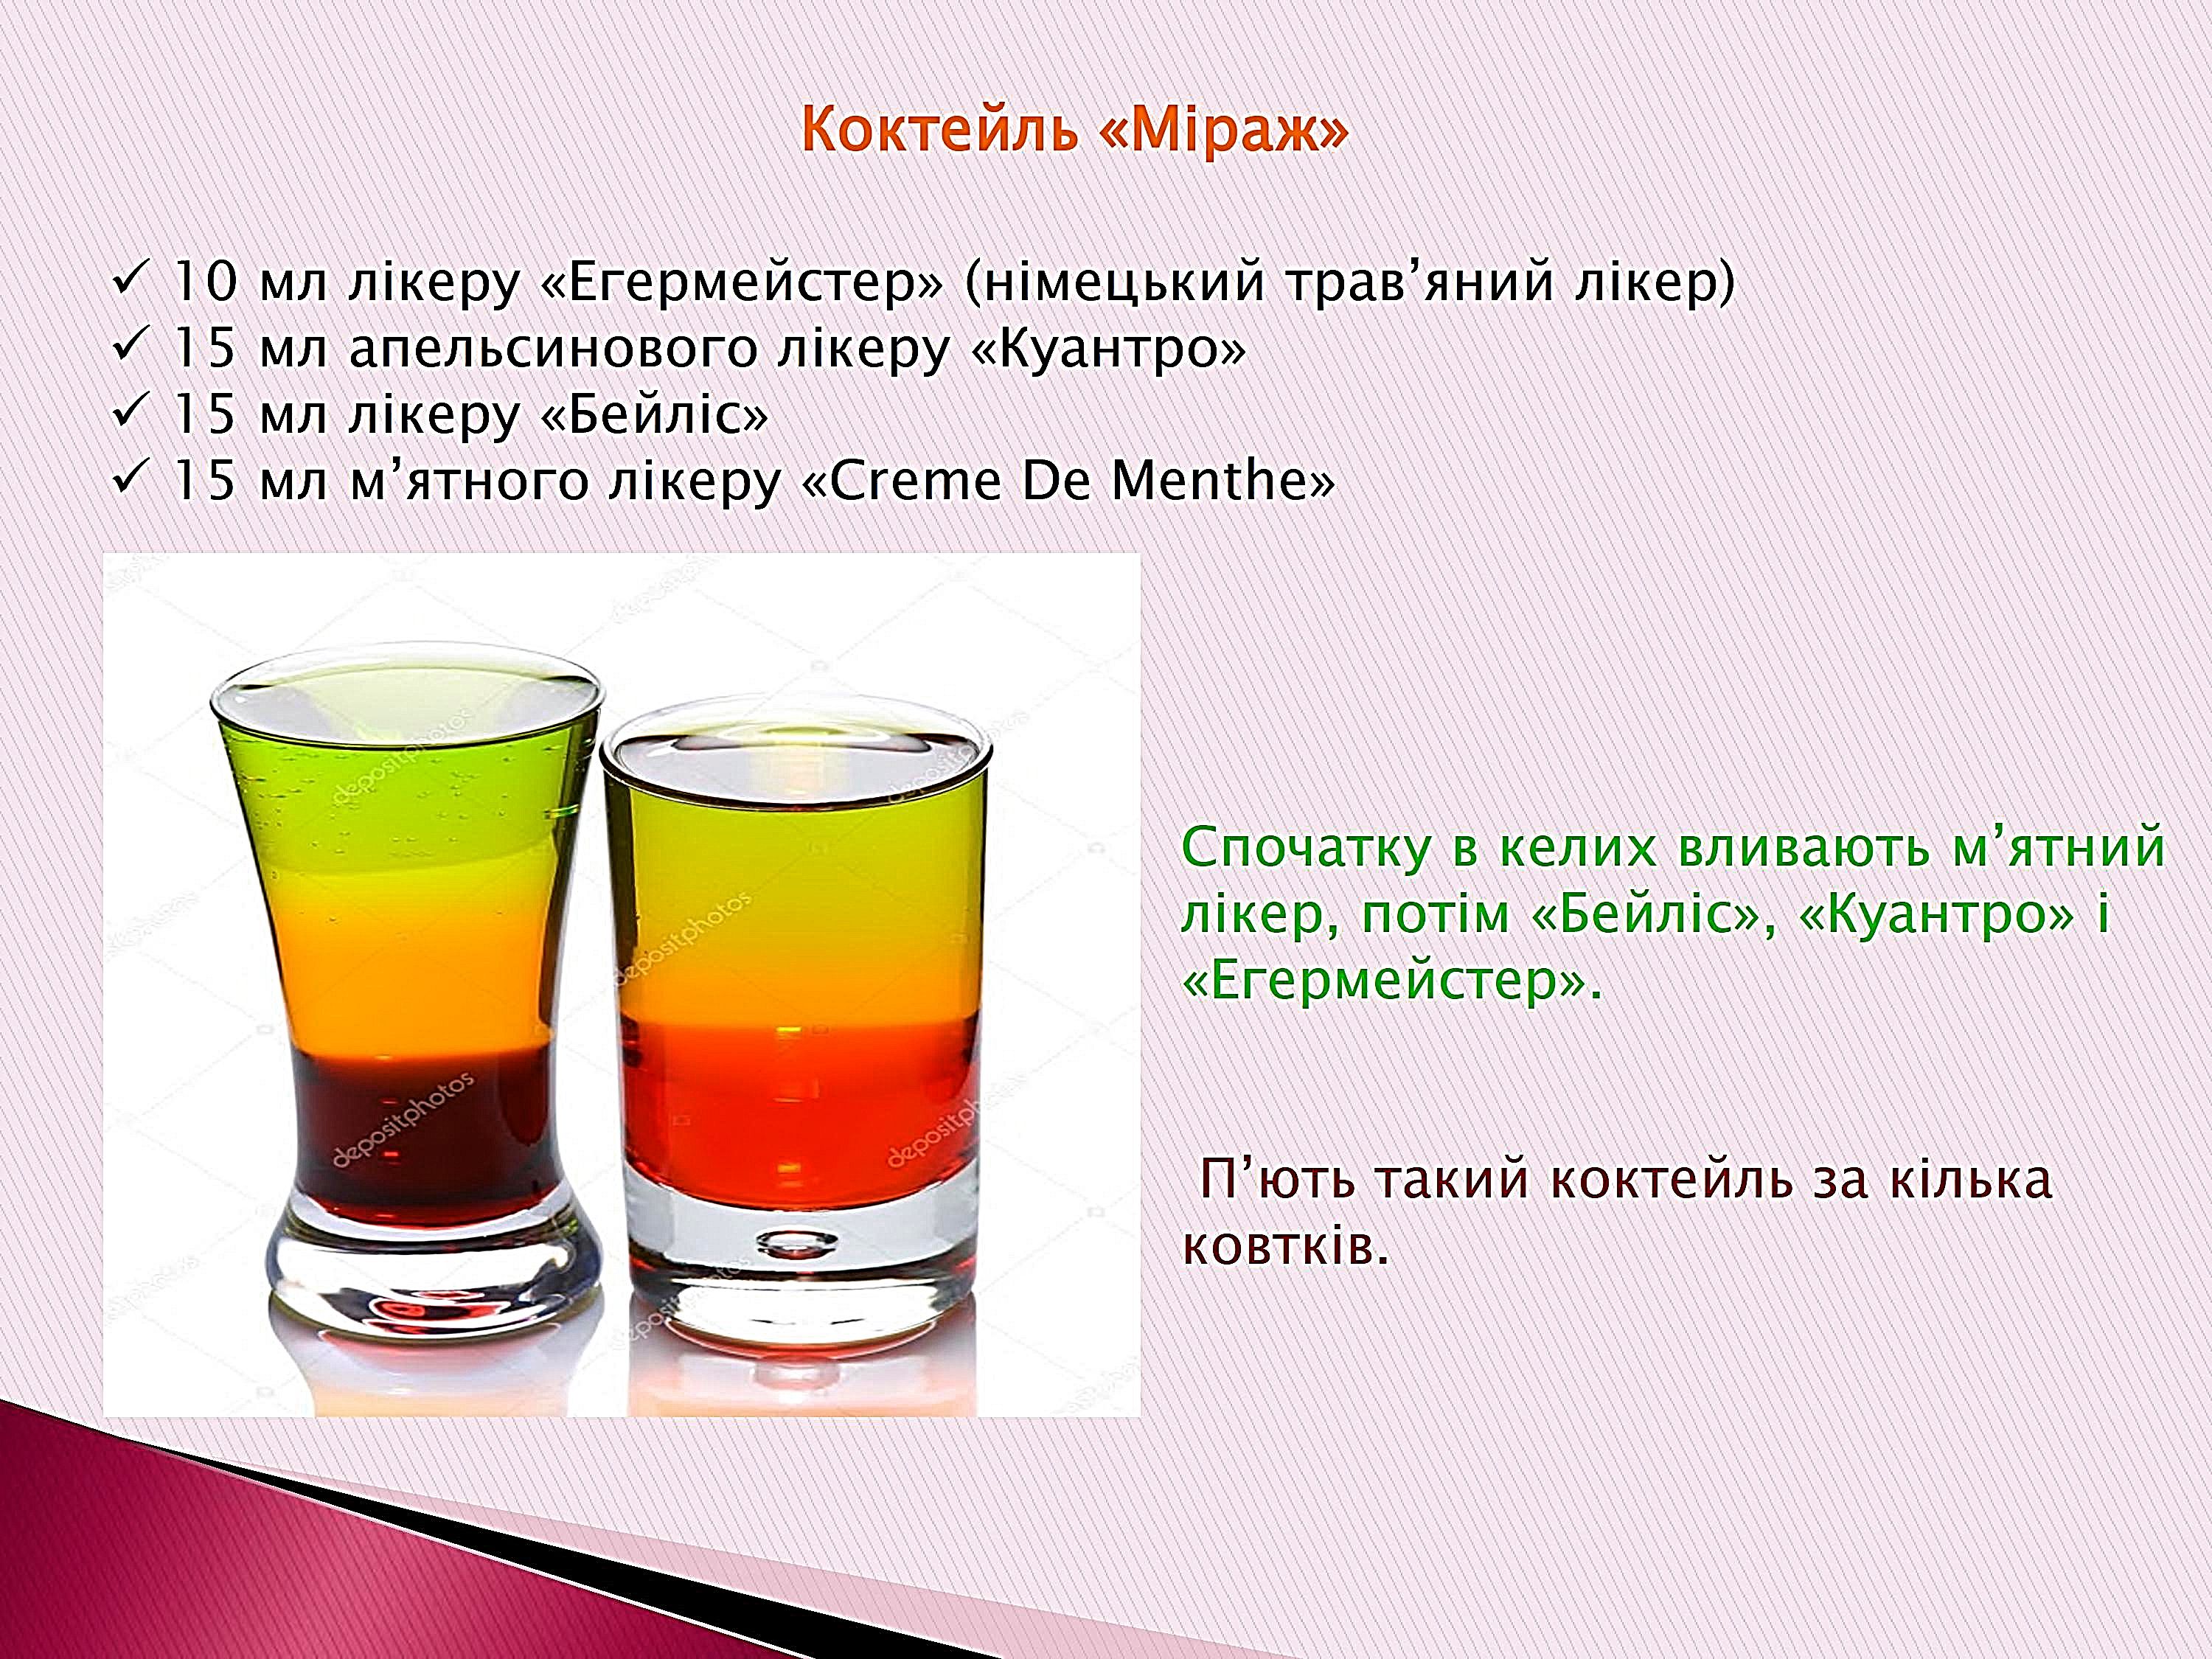 Коктейль «Міраж»
✓ 10 мл лікеру «Егермейстер» (німецький трав’яний лікер)
✓ 15 мл апельсинового лікеру «Куантро»
✓ 15 мл лікеру «Бейліс»
✓ 15 мл м’ятного лікеру «Creme De Menthe»
Спочатку в келих вливають м’ятний
лікер, потім «Бейліс», «Куантро» і
«Егермейстер».
П’ють такий коктейль за кілька
ковтків.
depositphotos
depositphotos
depositphotos